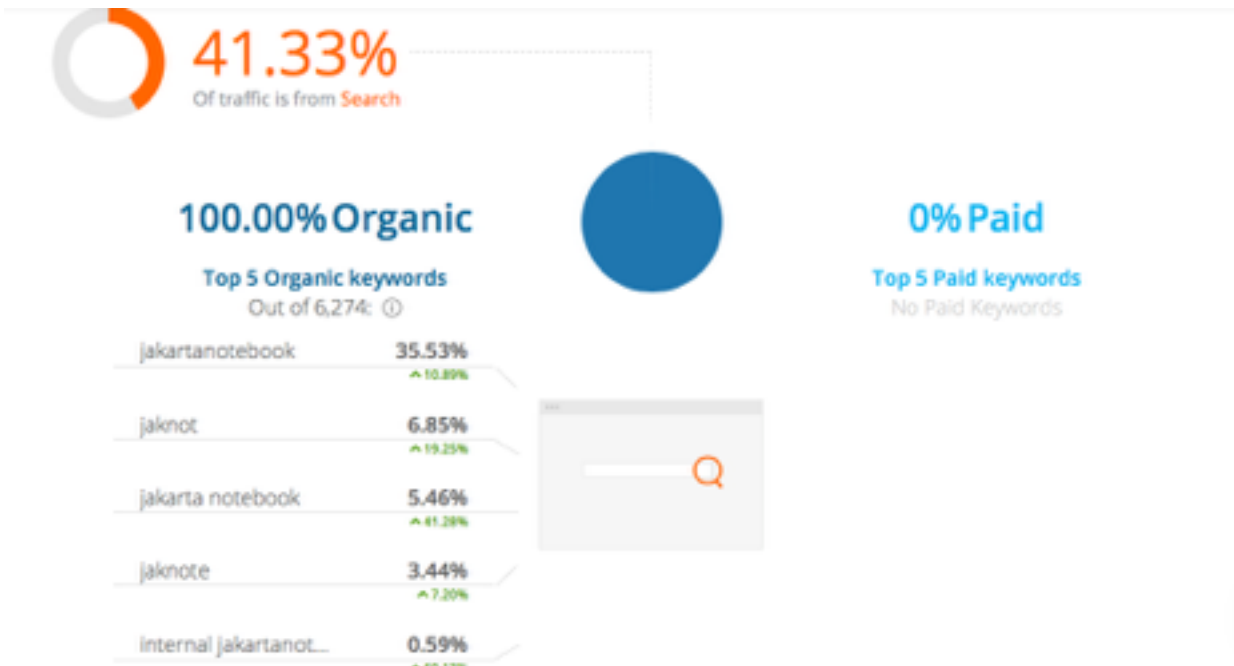 41.33%
Of traffic is from Search
100.00% Organic
Top 5 Organic keywords
Out of 6,274:
jakartanotebook 35.53%
10.89%
jaknot 6.85%
19.25%
jakarta notebook 5.46%
41.28%
jaknote 3.44%
7.20%
internal jakartanot... 0.59%
0% Paid
Top 5 Paid keywords
No Paid Keywords